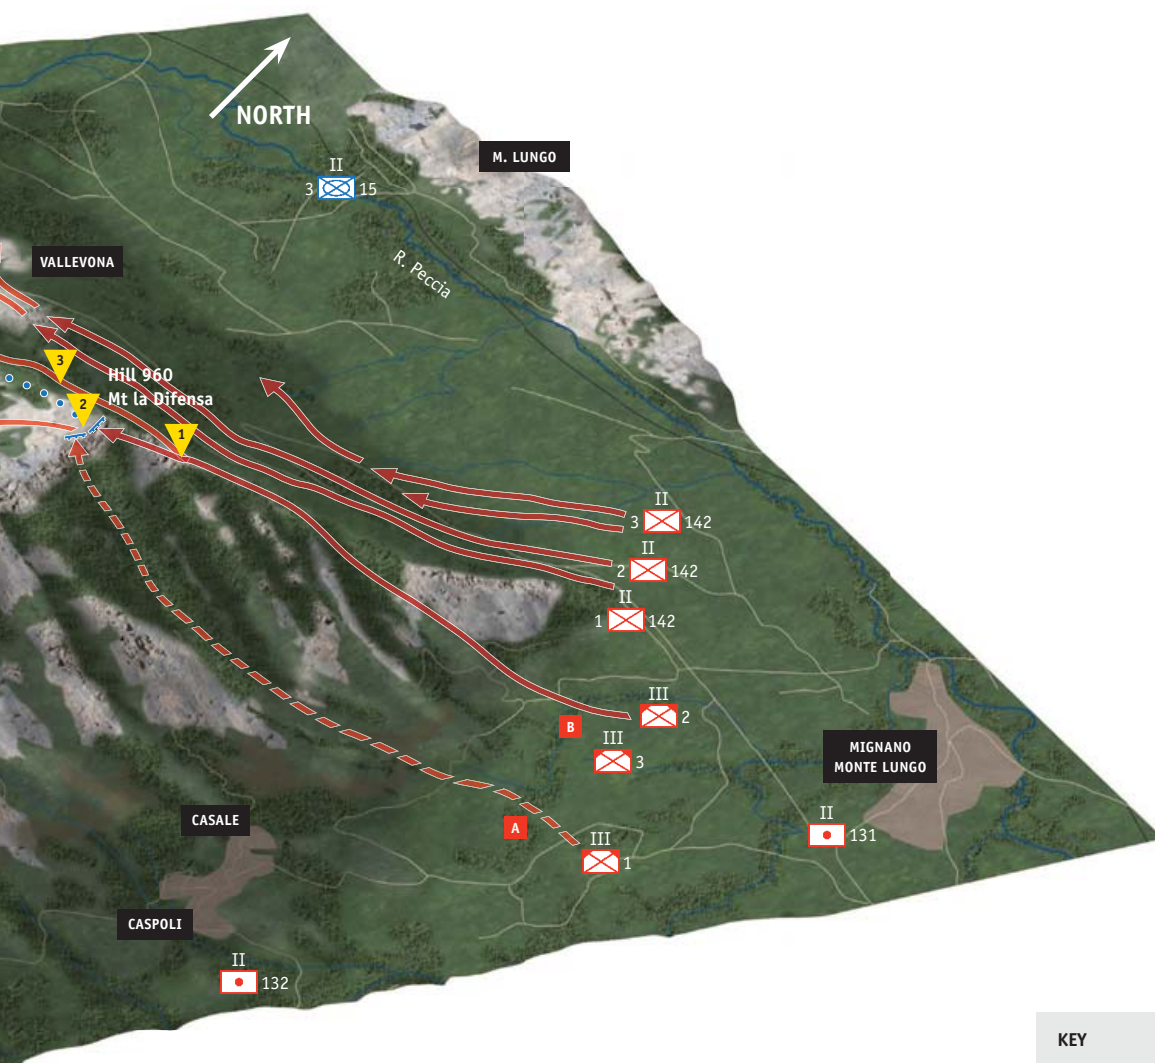 NORTH
M. LUNGO
II
3 15
VALLEVONA
R. Peccia
3
Hill 960
Mt la Difensa
2
1
II
3 142
II
2 142
II
1 142
III
2
B
III
3
MIGNANO
MONTE LUNGO
CASALE
A
II
131
III
1
CASPOLI
II
132
KEY